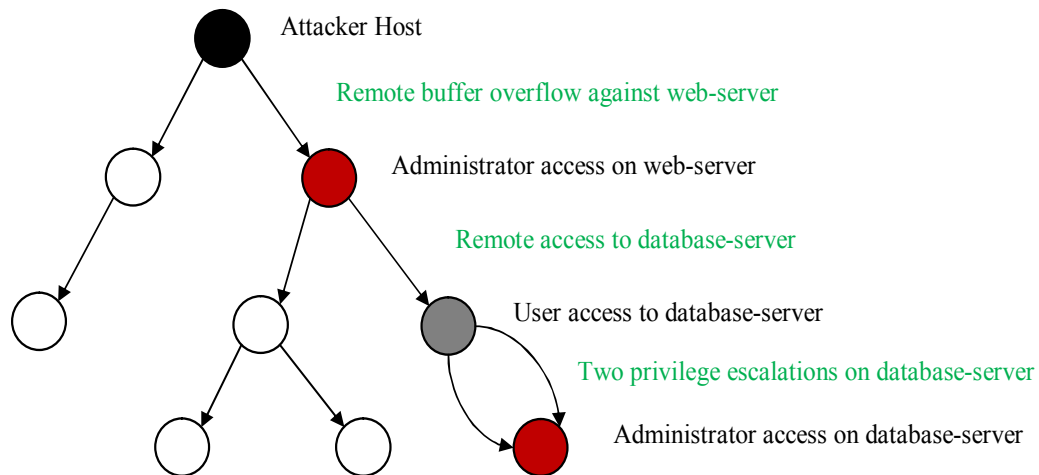 Attacker Host
Remote buffer overflow against web-server
Administrator access on web-server
Remote access to database-server
User access to database-server
Two privilege escalations on database-server
Administrator access on database-server